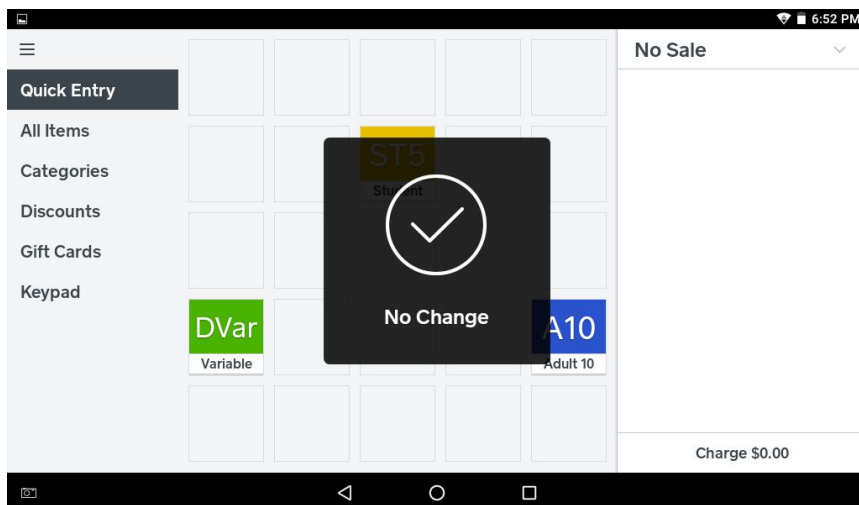 6:52 PM
No Sale
Quick Entry
All Items
Categories
Discounts
Gift Cards
Keypad
ST5
Student
No Change
DVar
Variable
A10
Adult 10
Charge $0.00